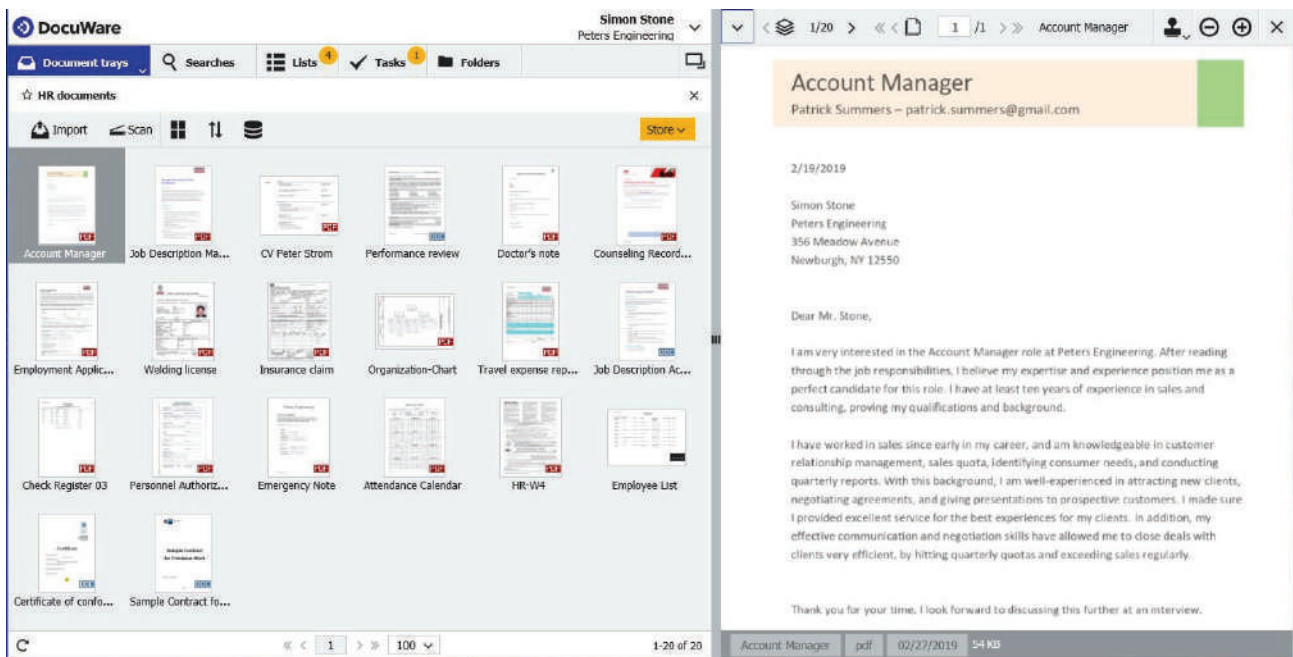 DocuWare
Simon Stone
Peters Engineering
Document trays
Searches
Lists 4
Tasks 1
Folders
HR documents
Import
Scan
Store
Account Manager
Job Description Ma...
CV Peter Strom
Performance review
Doctor's note
Counseling Record...
Employment Applic...
Welding license
Insurance claim
Organization-Chart
Travel expense rep...
Job Description Ac...
Check Register 03
Personnel Authoriz...
Emergency Note
Attendance Calendar
HR-W4
Employee List
Certificate of confo...
Sample Contract fo...
1
100
1-20 of 20
1/20
1 /1
Account Manager
Account Manager
Patrick Summers – patrick.summers@gmail.com
2/19/2019
Simon Stone
Peters Engineering
356 Meadow Avenue
Newburgh, NY 12550
Dear Mr. Stone,
I am very interested in the Account Manager role at Peters Engineering. After reading
through the job responsibilities, I believe my expertise and experience position me as a
perfect candidate for this role. I have at least ten years of experience in sales and
consulting, proving my qualifications and background.
I have worked in sales since early in my career, and am knowledgeable in customer
relationship management, sales quota, identifying consumer needs, and conducting
quarterly reports. With this background, I am well-experienced in attracting new clients,
negotiating agreements, and giving presentations to prospective customers. I made sure
I provided excellent service for the best experiences for my clients. In addition, my
effective communication and negotiation skills have allowed me to close deals with
clients very efficient, by hitting quarterly quotas and exceeding sales regularly.
Thank you for your time. I look forward to discussing this further at an interview.
Account Manager
pdf
02/27/2019
54 KB